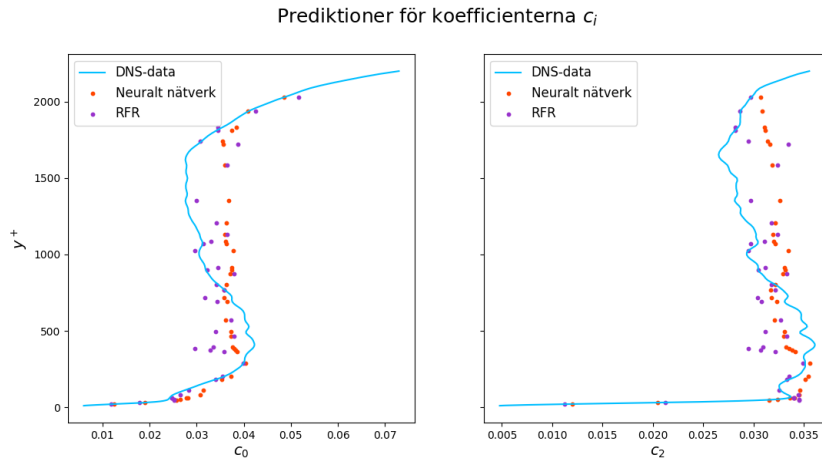 Prediktioner för koefficienterna c_i
DNS-data
Neuralt nätverk
RFR
DNS-data
Neuralt nätverk
RFR
y^+
2000
1500
1000
500
0
0.01 0.02 0.03 0.04 0.05 0.06 0.07
0.005 0.010 0.015 0.020 0.025 0.030 0.035
c_0
c_2